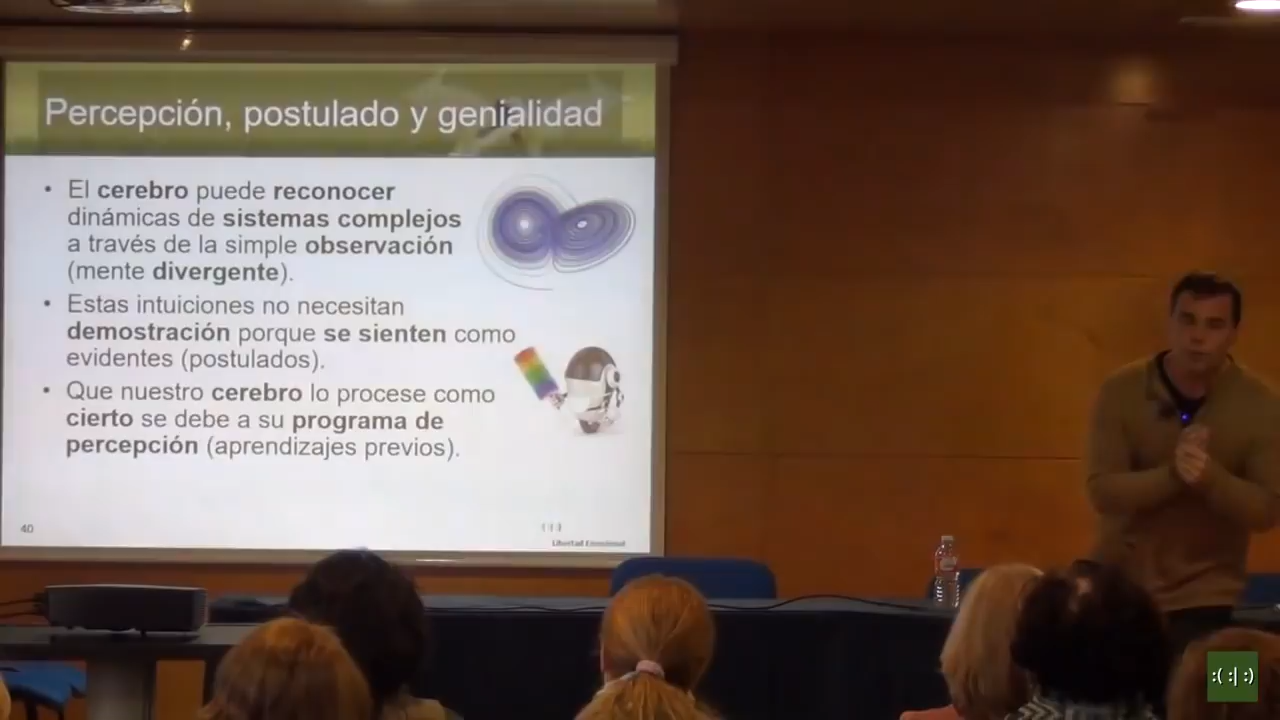 Percepción, postulado y genialidad
• El cerebro puede reconocer
dinámicas de sistemas complejos
a través de la simple observación
(mente divergente).
• Estas intuiciones no necesitan
demostración porque se sienten como
evidentes (postulados).
• Que nuestro cerebro lo procese como
cierto se debe a su programa de
percepción (aprendizajes previos).
40
Libertad Emocional
:( :| :)